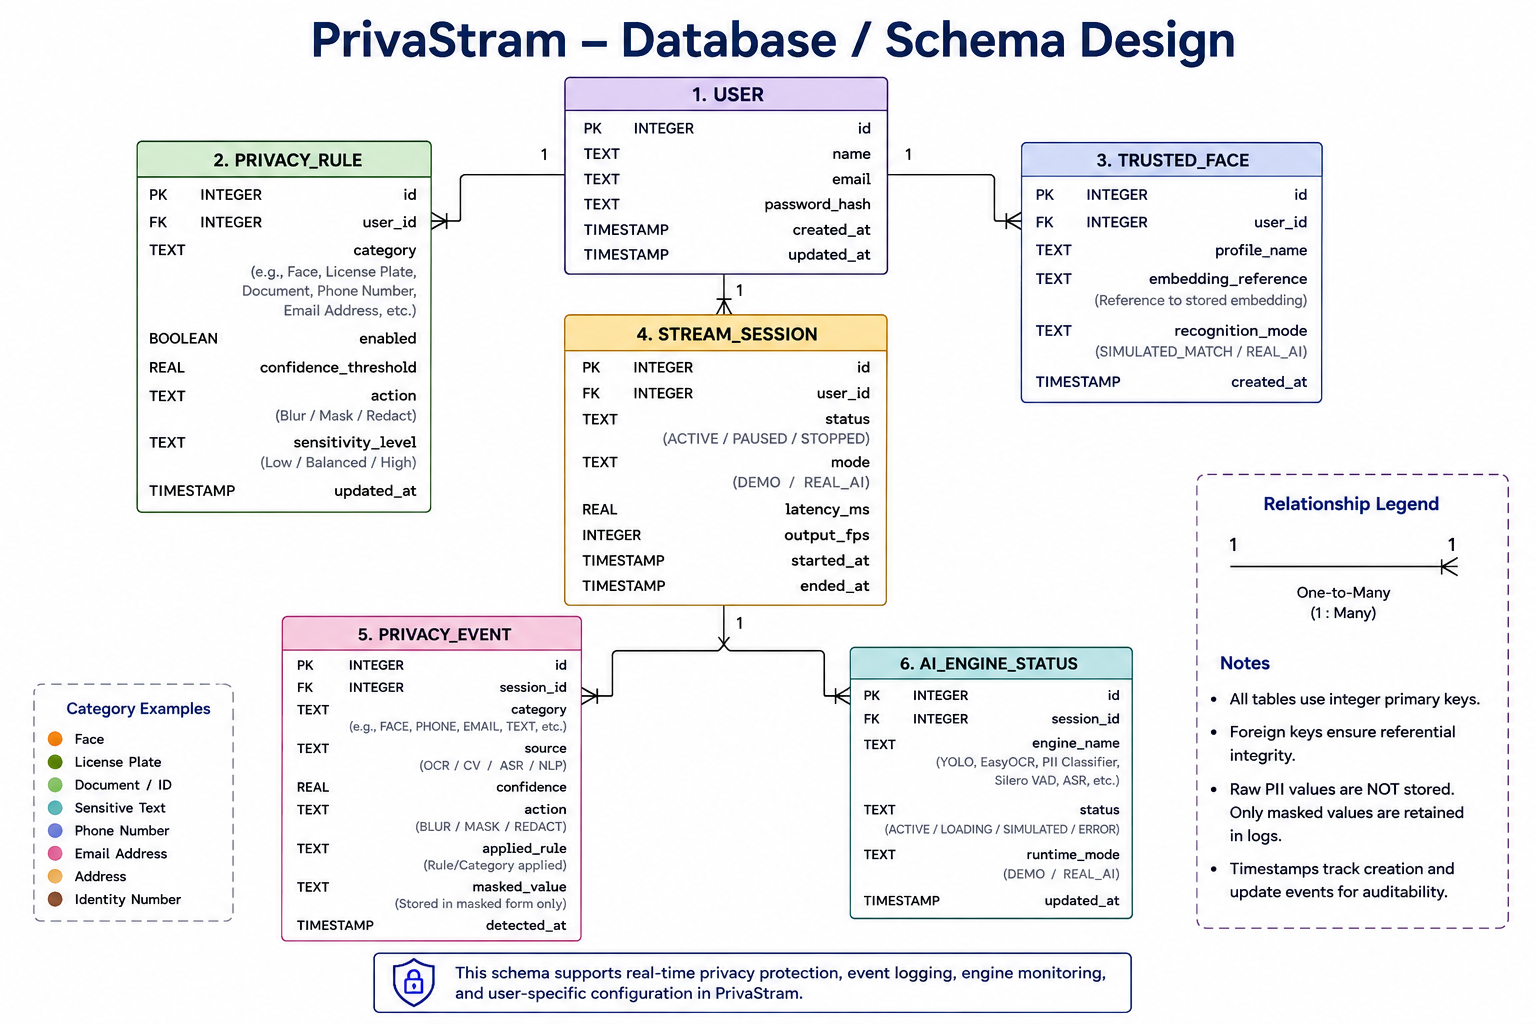 PrivaStram – Database / Schema Design
1. USER
PK INTEGER id
TEXT name
TEXT email
TEXT password_hash
TIMESTAMP created_at
TIMESTAMP updated_at
1
1
1
2. PRIVACY_RULE
PK INTEGER id
FK INTEGER user_id
TEXT category
(e.g., Face, License Plate,
Document, Phone Number,
Email Address, etc.)
BOOLEAN enabled
REAL confidence_threshold
TEXT action
(Blur / Mask / Redact)
TEXT sensitivity_level
(Low / Balanced / High)
TIMESTAMP updated_at
3. TRUSTED_FACE
PK INTEGER id
FK INTEGER user_id
TEXT profile_name
TEXT embedding_reference
(Reference to stored embedding)
TEXT recognition_mode
(SIMULATED_MATCH / REAL_AI)
TIMESTAMP created_at
4. STREAM_SESSION
PK INTEGER id
FK INTEGER user_id
TEXT status
(ACTIVE / PAUSED / STOPPED)
TEXT mode
(DEMO / REAL_AI)
REAL latency_ms
INTEGER output_fps
TIMESTAMP started_at
TIMESTAMP ended_at
1
5. PRIVACY_EVENT
PK INTEGER id
FK INTEGER session_id
TEXT category
(e.g., FACE, PHONE, EMAIL, TEXT, etc.)
TEXT source
(OCR / CV / ASR / NLP)
REAL confidence
TEXT action
(BLUR / MASK / REDACT)
TEXT applied_rule
(Rule/Category applied)
TEXT masked_value
(Stored in masked form only)
TIMESTAMP detected_at
6. AI_ENGINE_STATUS
PK INTEGER id
FK INTEGER session_id
TEXT engine_name
(YOLO, EasyOCR, PII Classifier,
Silero VAD, ASR, etc.)
TEXT status
(ACTIVE / LOADING / SIMULATED / ERROR)
TEXT runtime_mode
(DEMO / REAL_AI)
TIMESTAMP updated_at
Category Examples
Face
License Plate
Document / ID
Sensitive Text
Phone Number
Email Address
Address
Identity Number
Relationship Legend
1 1
One-to-Many
(1 : Many)
Notes
• All tables use integer primary keys.
• Foreign keys ensure referential
integrity.
• Raw PII values are NOT stored.
Only masked values are retained
in logs.
• Timestamps track creation and
update events for auditability.
This schema supports real-time privacy protection, event logging, engine monitoring,
and user-specific configuration in PrivaStram.